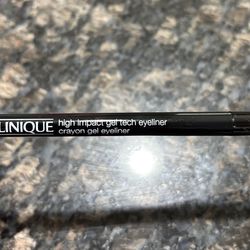 LINIQUE
high impact gel tech eyeliner
crayon gel eyeliner